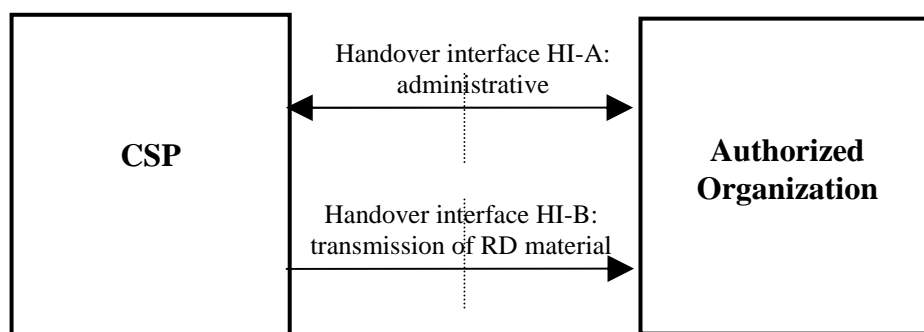 Handover interface HI-A:
administrative
CSP
Authorized
Organization
Handover interface HI-B:
transmission of RD material